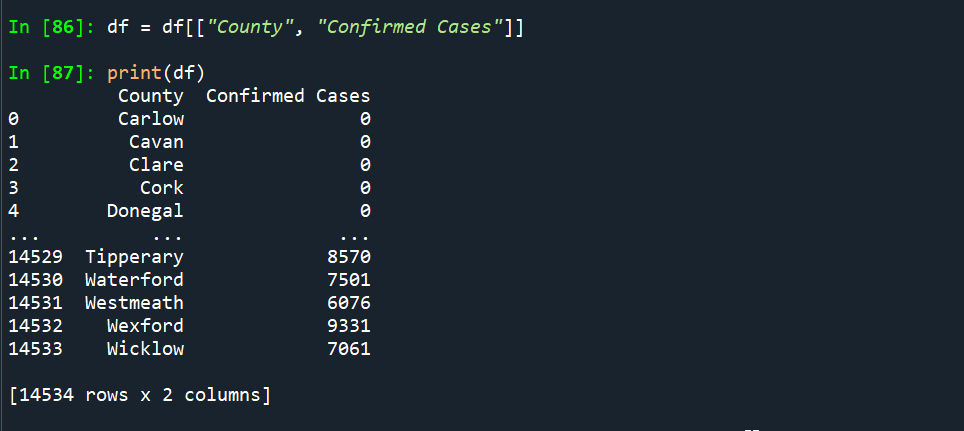 In [86]: df = df[["County", "Confirmed Cases"]]
In [87]: print(df)
County Confirmed Cases
0 Carlow 0
1 Cavan 0
2 Clare 0
3 Cork 0
4 Donegal 0
... ... ...
14529 Tipperary 8570
14530 Waterford 7501
14531 Westmeath 6076
14532 Wexford 9331
14533 Wicklow 7061
[14534 rows x 2 columns]